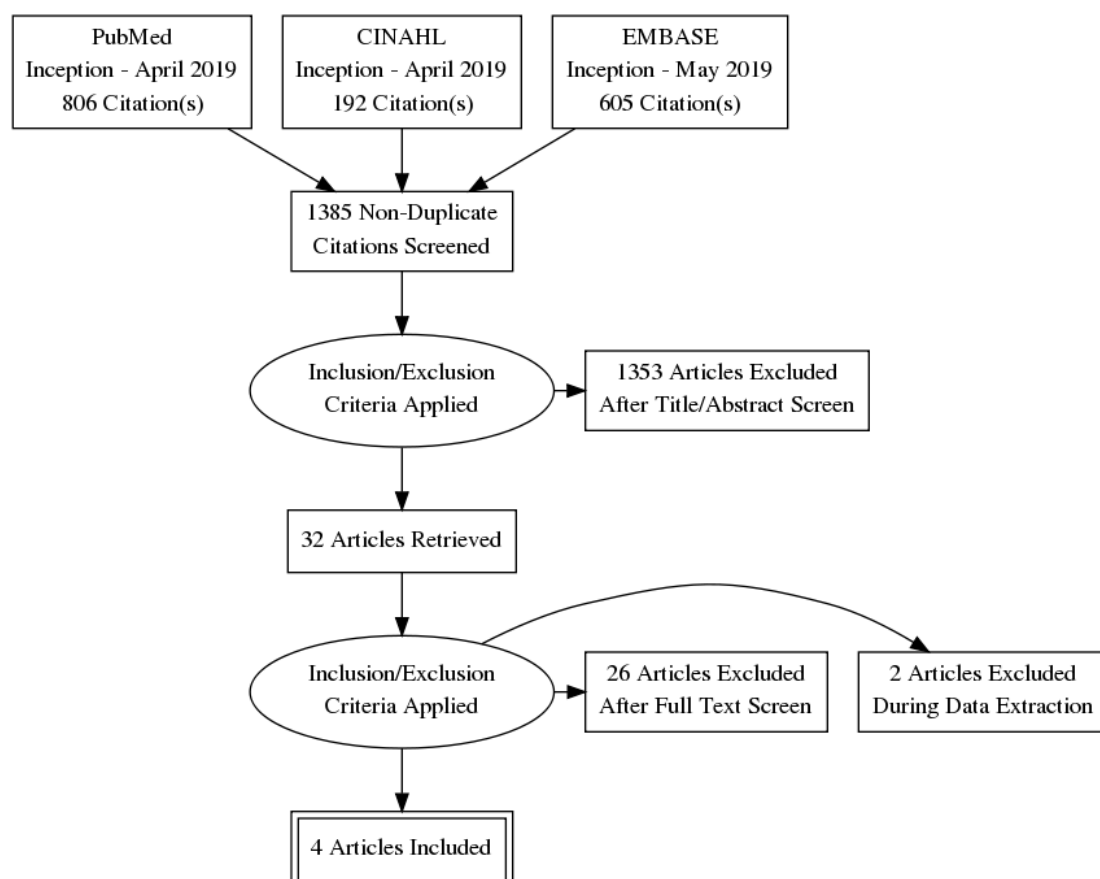 PubMed
Inception - April 2019
806 Citation(s)
CINAHL
Inception - April 2019
192 Citation(s)
EMBASE
Inception - May 2019
605 Citation(s)
1385 Non-Duplicate
Citations Screened
Inclusion/Exclusion
Criteria Applied
1353 Articles Excluded
After Title/Abstract Screen
32 Articles Retrieved
Inclusion/Exclusion
Criteria Applied
26 Articles Excluded
After Full Text Screen
2 Articles Excluded
During Data Extraction
4 Articles Included